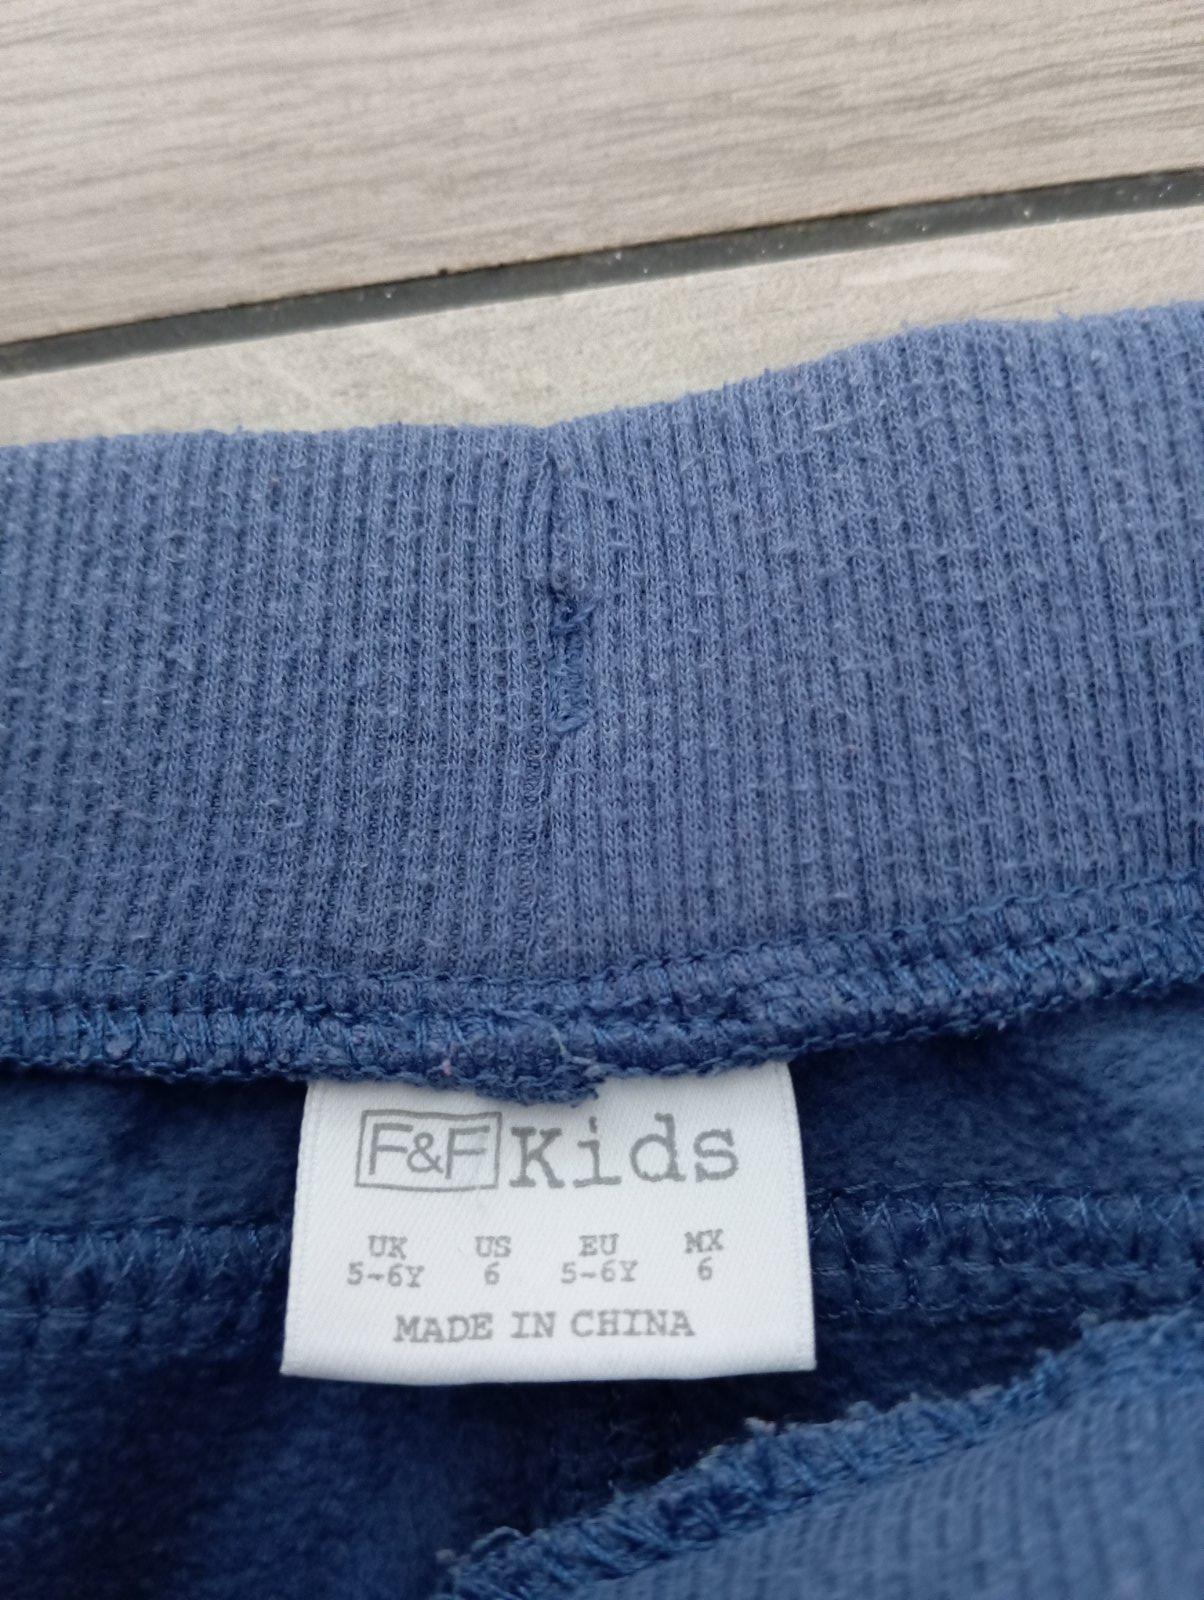 F&F Kids
UK US EU MX
5-6Y 6 5-6Y 6
MADE IN CHINA